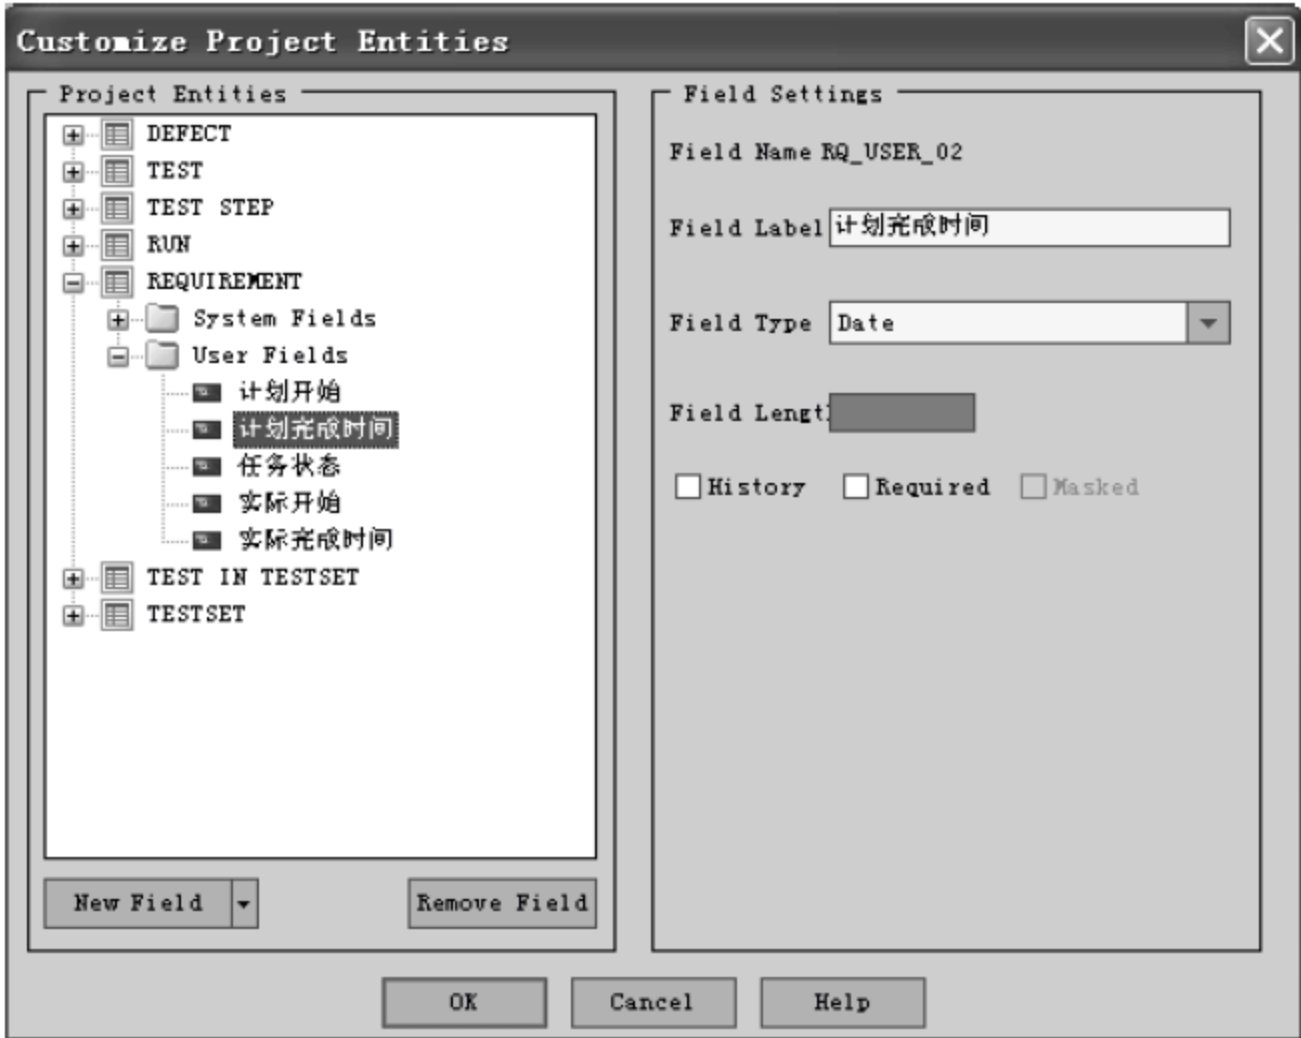 Customize Project Entities
Project Entities
DEFECT
TEST
TEST STEP
RUN
REQUIREMENT
System Fields
User Fields
计划开始
计划完成时间
任务状态
实际开始
实际完成时间
TEST IN TESTSET
TESTSET
New Field
Remove Field
Field Settings
Field Name RQ_USER_02
Field Label 计划完成时间
Field Type Date
Field Lengt
History Required Masked
OK Cancel Help